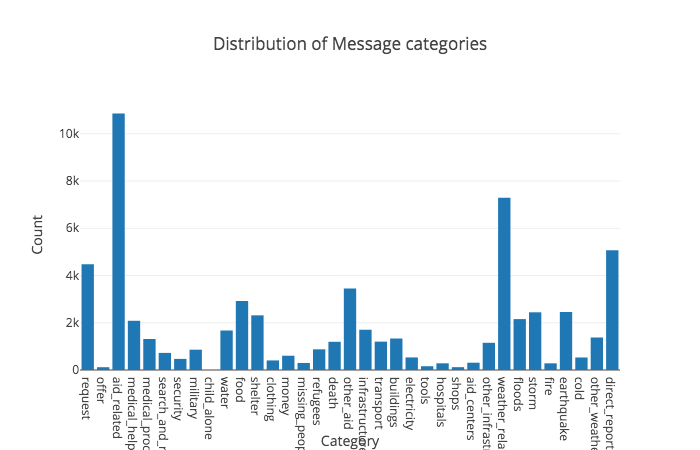 Distribution of Message categories
10k
8k
6k
4k
2k
0
Count
request
offer
aid_related
medical_help
medical_proc
search_and_r
security
military
child_alone
water
food
shelter
clothing
money
missing_peop
refugees
death
other_aid
infrastructure
transport
buildings
electricity
tools
hospitals
shops
aid_centers
other_infrast
weather_rela
floods
storm
fire
earthquake
cold
other_weathe
direct_report
Category